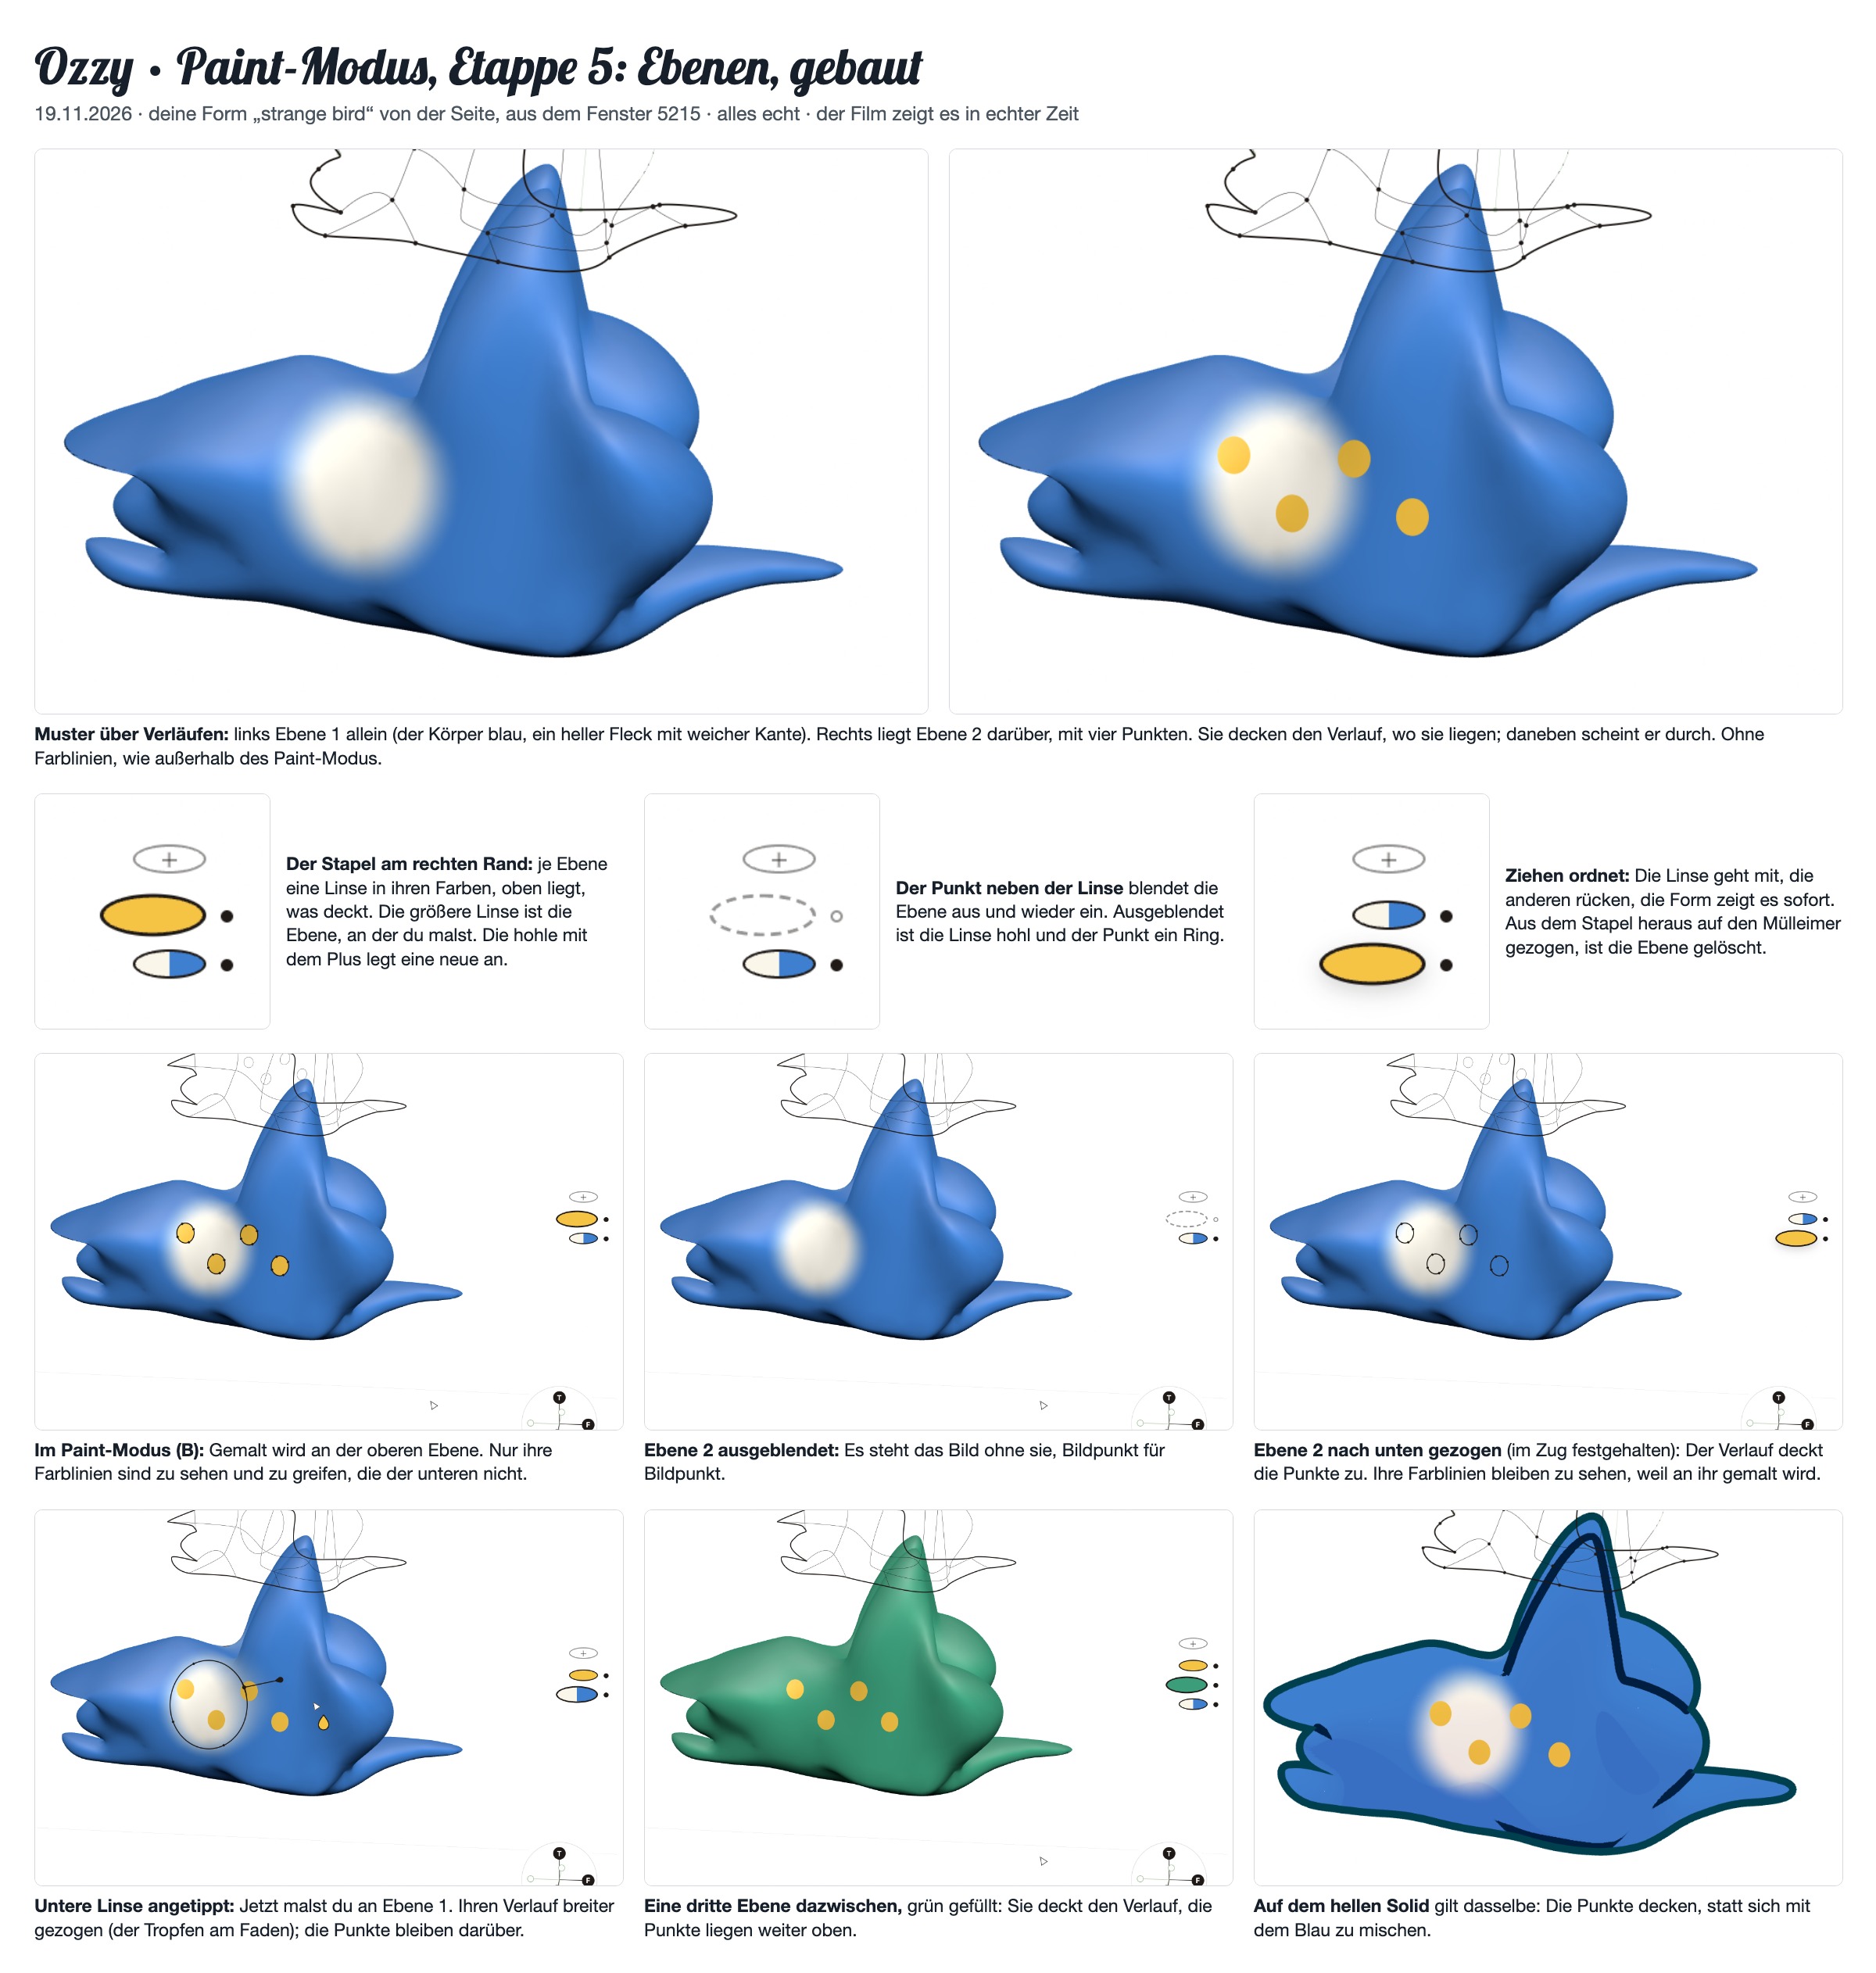 Ozzy • Paint-Modus, Etappe 5: Ebenen, gebaut
19.11.2026 · deine Form „strange bird“ von der Seite, aus dem Fenster 5215 · alles echt · der Film zeigt es in echter Zeit
Muster über Verläufen: links Ebene 1 allein (der Körper blau, ein heller Fleck mit weicher Kante). Rechts liegt Ebene 2 darüber, mit vier Punkten. Sie decken den Verlauf, wo sie liegen; daneben scheint er durch. Ohne
Farblinien, wie außerhalb des Paint-Modus.
Der Stapel am rechten Rand: je Ebene
eine Linse in ihren Farben, oben liegt,
was deckt. Die größere Linse ist die
Ebene, an der du malst. Die hohle mit
dem Plus legt eine neue an.
Der Punkt neben der Linse blendet die
Ebene aus und wieder ein. Ausgeblendet
ist die Linse hohl und der Punkt ein Ring.
Ziehen ordnet: Die Linse geht mit, die
anderen rücken, die Form zeigt es sofort.
Aus dem Stapel heraus auf den Mülleimer
gezogen, ist die Ebene gelöscht.
T
F
T
F
T
F
Im Paint-Modus (B): Gemalt wird an der oberen Ebene. Nur ihre
Farblinien sind zu sehen und zu greifen, die der unteren nicht.
Ebene 2 ausgeblendet: Es steht das Bild ohne sie, Bildpunkt für
Bildpunkt.
Ebene 2 nach unten gezogen (im Zug festgehalten): Der Verlauf deckt
die Punkte zu. Ihre Farblinien bleiben zu sehen, weil an ihr gemalt wird.
T
F
T
F
Untere Linse angetippt: Jetzt malst du an Ebene 1. Ihren Verlauf breiter
gezogen (der Tropfen am Faden); die Punkte bleiben darüber.
Eine dritte Ebene dazwischen, grün gefüllt: Sie deckt den Verlauf, die
Punkte liegen weiter oben.
Auf dem hellen Solid gilt dasselbe: Die Punkte decken, statt sich mit
dem Blau zu mischen.